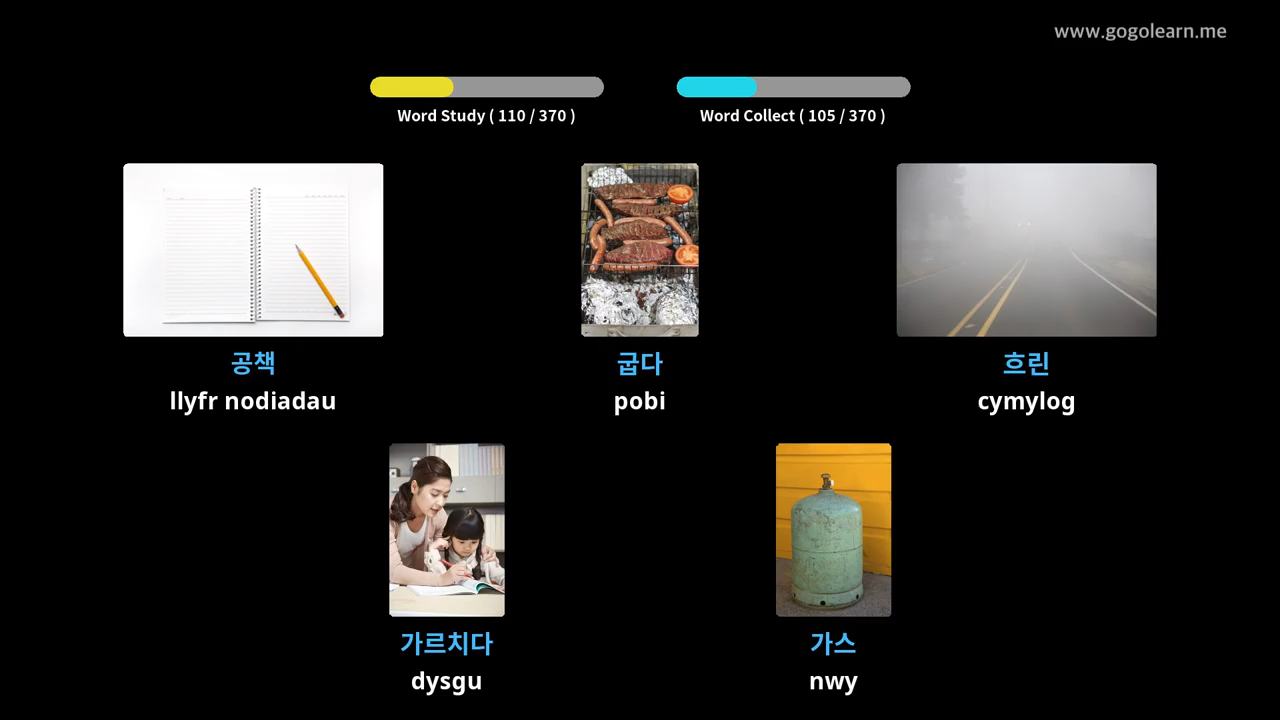 www.gogolearn.me
Word Study ( 110 / 370 )
Word Collect ( 105 / 370 )
공책
llyfr nodiadau
굽다
pobi
흐린
cymylog
가르치다
dysgu
가스
nwy